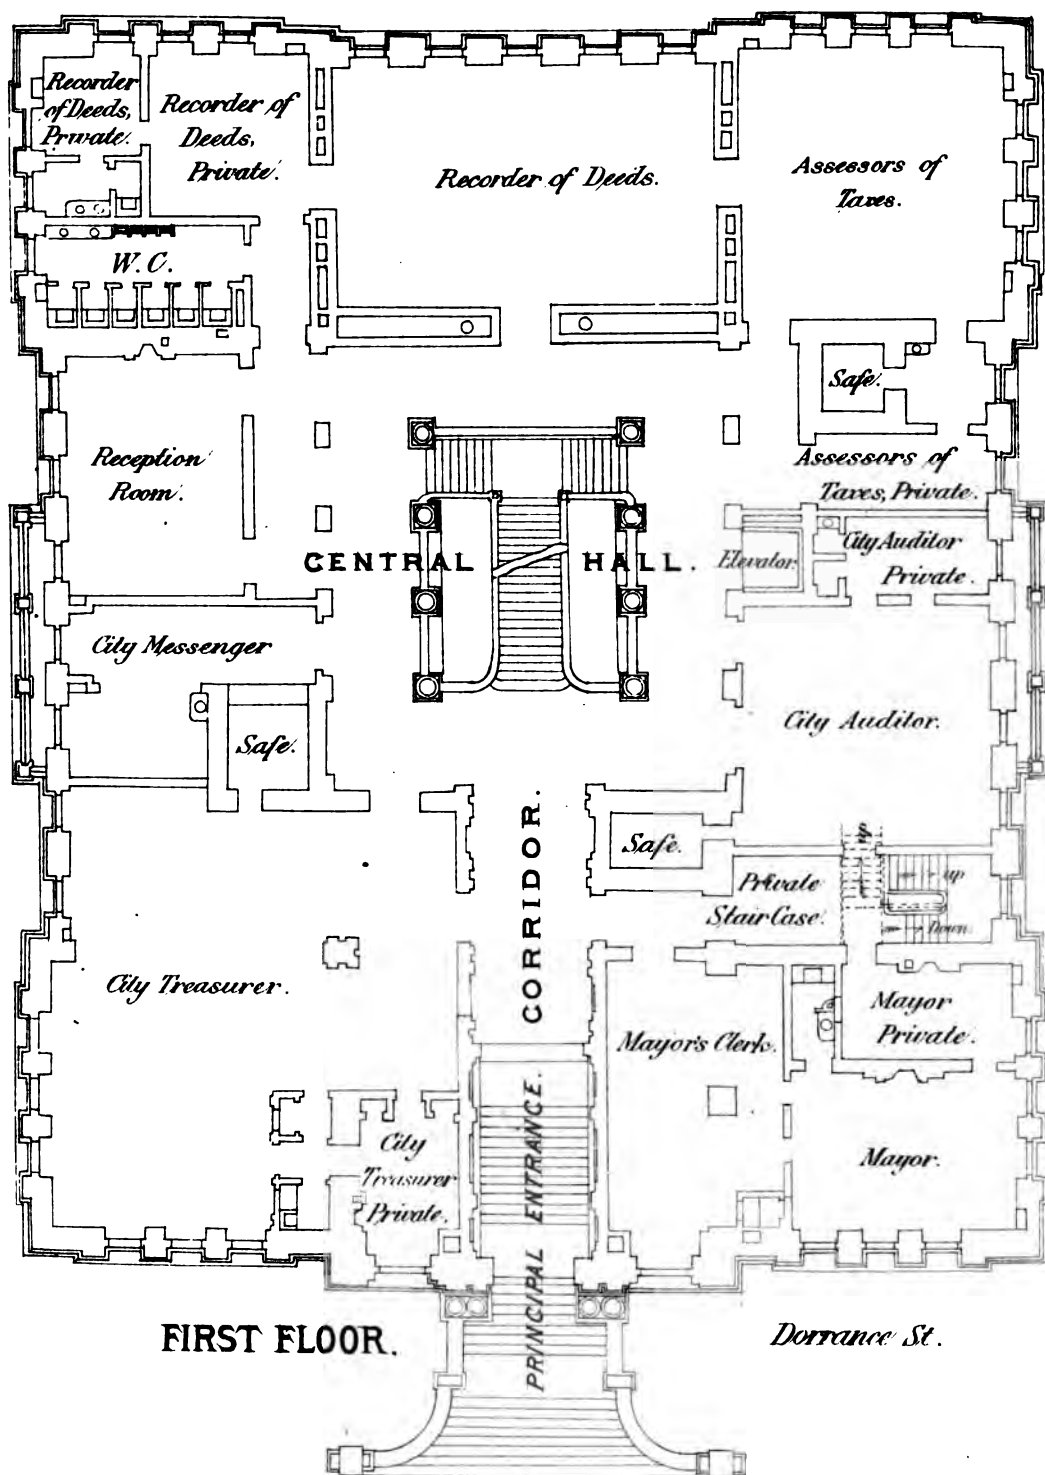 Recorder
of Deeds,
Private.
Recorder of
Deeds,
Private.
Recorder of Deeds.
Assessors of
Taxes.
W.C.
Safe.
Reception
Room.
Assessors of
Taxes, Private.
CENTRAL HALL.
Elevator.
City Auditor
Private.
City Messenger
Safe.
City Auditor.
CORRIDOR.
Safe.
Private
Stair Case.
up
up
Down.
City Treasurer.
Mayor's Clerk.
Mayor
Private.
City
Treasurer
Private.
Mayor.
PRINCIPAL ENTRANCE.
FIRST FLOOR.
Dorrance St.